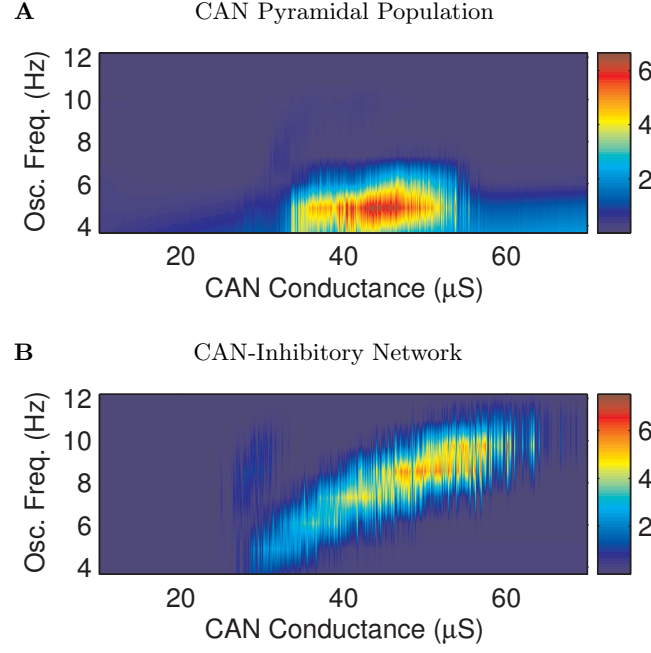 A CAN Pyramidal Population
Osc. Freq. (Hz)
12
10
8
6
4
20 40 60
CAN Conductance (μS)
6
4
2
B CAN-Inhibitory Network
Osc. Freq. (Hz)
12
10
8
6
4
20 40 60
CAN Conductance (μS)
6
4
2